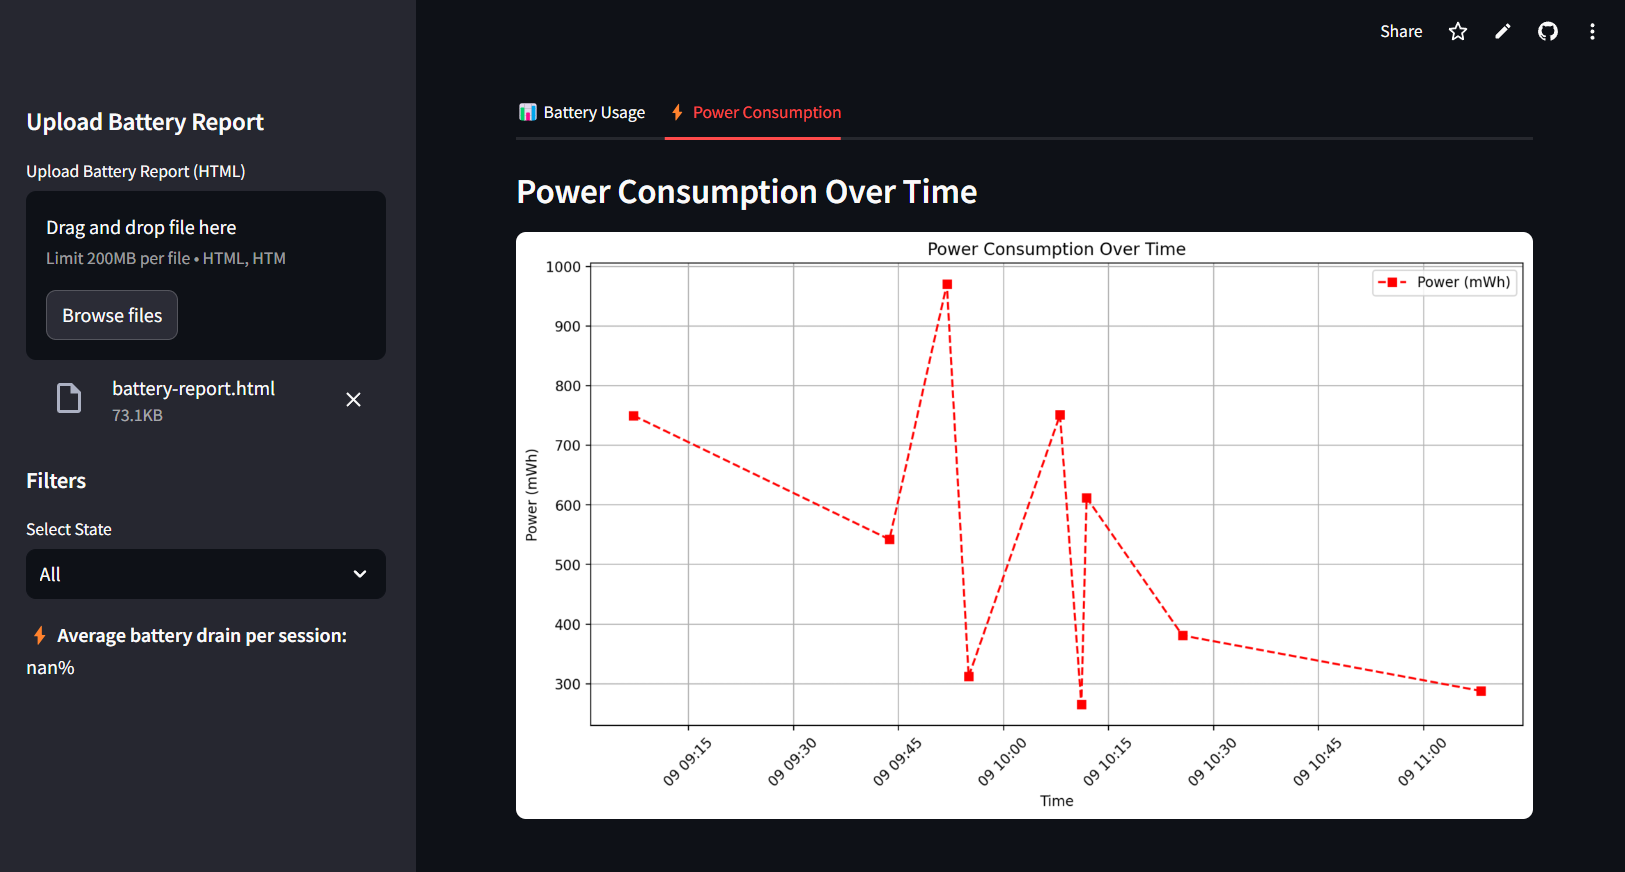 Share
Upload Battery Report
Upload Battery Report (HTML)
Drag and drop file here
Limit 200MB per file • HTML, HTM
Browse files
battery-report.html
73.1KB
Filters
Select State
All
Average battery drain per session:
nan%
Battery Usage
Power Consumption
Power Consumption Over Time
Power Consumption Over Time
Power (mWh)
Power (mWh)
1000
900
800
700
600
500
400
300
09 09:15
09 09:30
09 09:45
09 10:00
09 10:15
09 10:30
09 10:45
09 11:00
Time